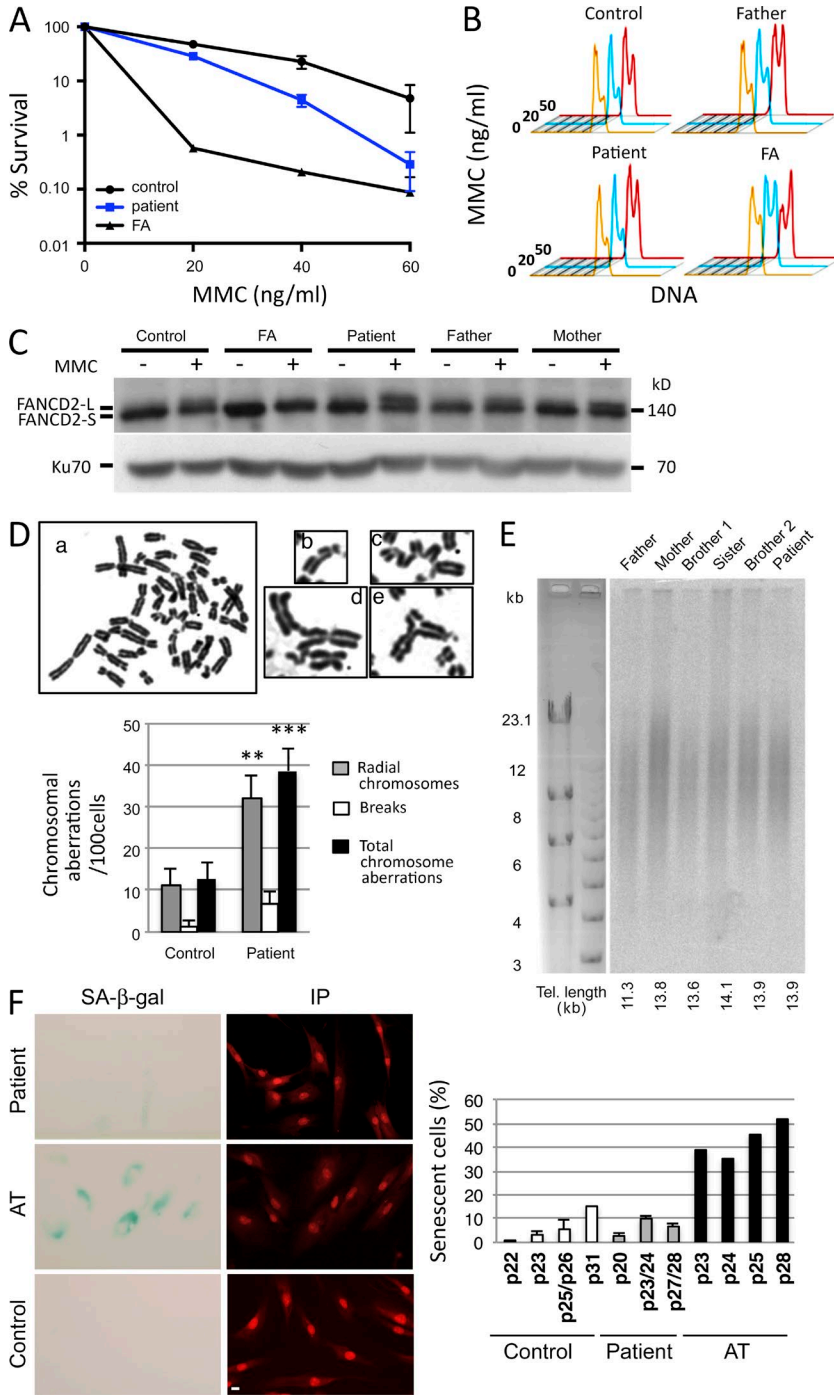 A
100
10
1
0.10
0.01
% Survival
control
patient
FA
0
20
40
60
MMC (ng/ml)
B
Control
Father
0 20 50
Patient
FA
0 20 50
MMC (ng/ml)
DNA
C
Control FA Patient Father Mother
MMC - + - + - + - + - +
kD
FANCD2-L
FANCD2-S
140
Ku70
70
D
a
b
c
d
e
50
40
30
20
10
0
Chromosomal
aberrations
/100cells
**
***
Control
Patient
Radial
chromosomes
Breaks
Total
chromosome
aberrations
E
Father
Mother
Brother 1
Sister
Brother 2
Patient
kb
23.1
12
8
6
4
3
Tel. length
(kb)
11.3
13.8
13.6
14.1
13.9
13.9
F
SA-β-gal
IP
Patient
AT
Control
Senescent cells (%)
60
50
40
30
20
10
0
p22
p23
p25/p26
p31
p20
p23/24
p27/28
p23
p24
p25
p28
Control
Patient
AT